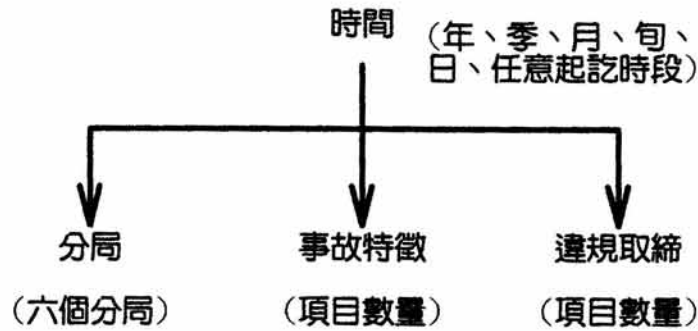 時間
(年、季、月、旬、
日、任意起訖時段)
分局
事故特徵
違規取締
(六個分局)
(項目數量)
(項目數量)